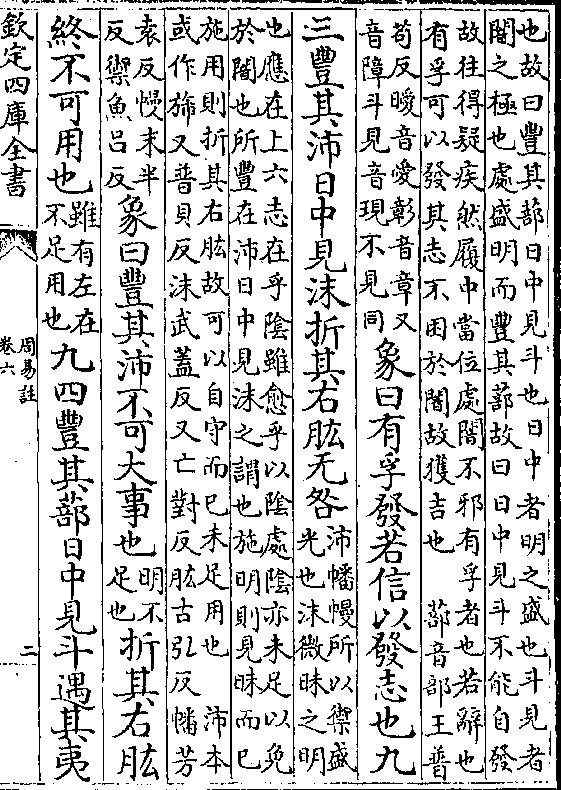 也故曰豐其蔀日中見斗也日中者明之盛也斗見者
闇之極也處盛明而豐其蔀故曰日中見斗不能自發
故往得疑疾然履中當位處闇不邪有孚者也若辭也
有孚可以發其志不困於闇故獲吉也　蔀音部王普
苟反曖音愛彰音章又
音障斗見音現不見同
象曰有孚發若信以發志也九
三豐其沛日中見沬折其右肱无咎
沛幡幔所以禦盛
光也沬微昧之明
也應在上六志在乎陰雖愈乎以陰處陰亦未足以免
於闇也所豐在沛日中見沬之謂也施明則見昧而已
施用則折其右肱故可以自守而已未足用也　沛本
或作旆又普貝反沬武蓋反又亡對反肱古弘反幡芳
袁反幔末半
反禦魚呂反
象曰豐其沛不可大事也
明不
足也
折其右肱
終不可用也
雖有左在
不足用也
九四豐其蔀日中見斗遇其夷
欽定四庫全書
周易註
卷六
二